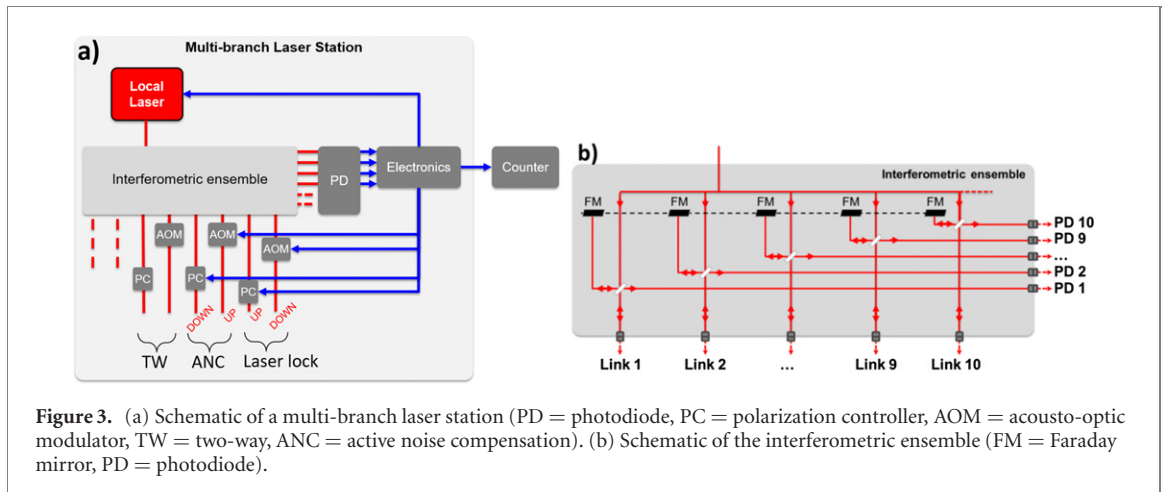 a)
Multi-branch Laser Station
Local
Laser
Interferometric ensemble
PD
Electronics
Counter
AOM
AOM
AOM
PC
PC
PC
DOWN
UP
UP
DOWN
TW
ANC
Laser lock
b)
Interferometric ensemble
FM
FM
FM
FM
FM
PD 10
PD 9
...
PD 2
PD 1
Link 1
Link 2
...
Link 9
Link 10
Figure 3. (a) Schematic of a multi-branch laser station (PD = photodiode, PC = polarization controller, AOM = acousto-optic
modulator, TW = two-way, ANC = active noise compensation). (b) Schematic of the interferometric ensemble (FM = Faraday
mirror, PD = photodiode).